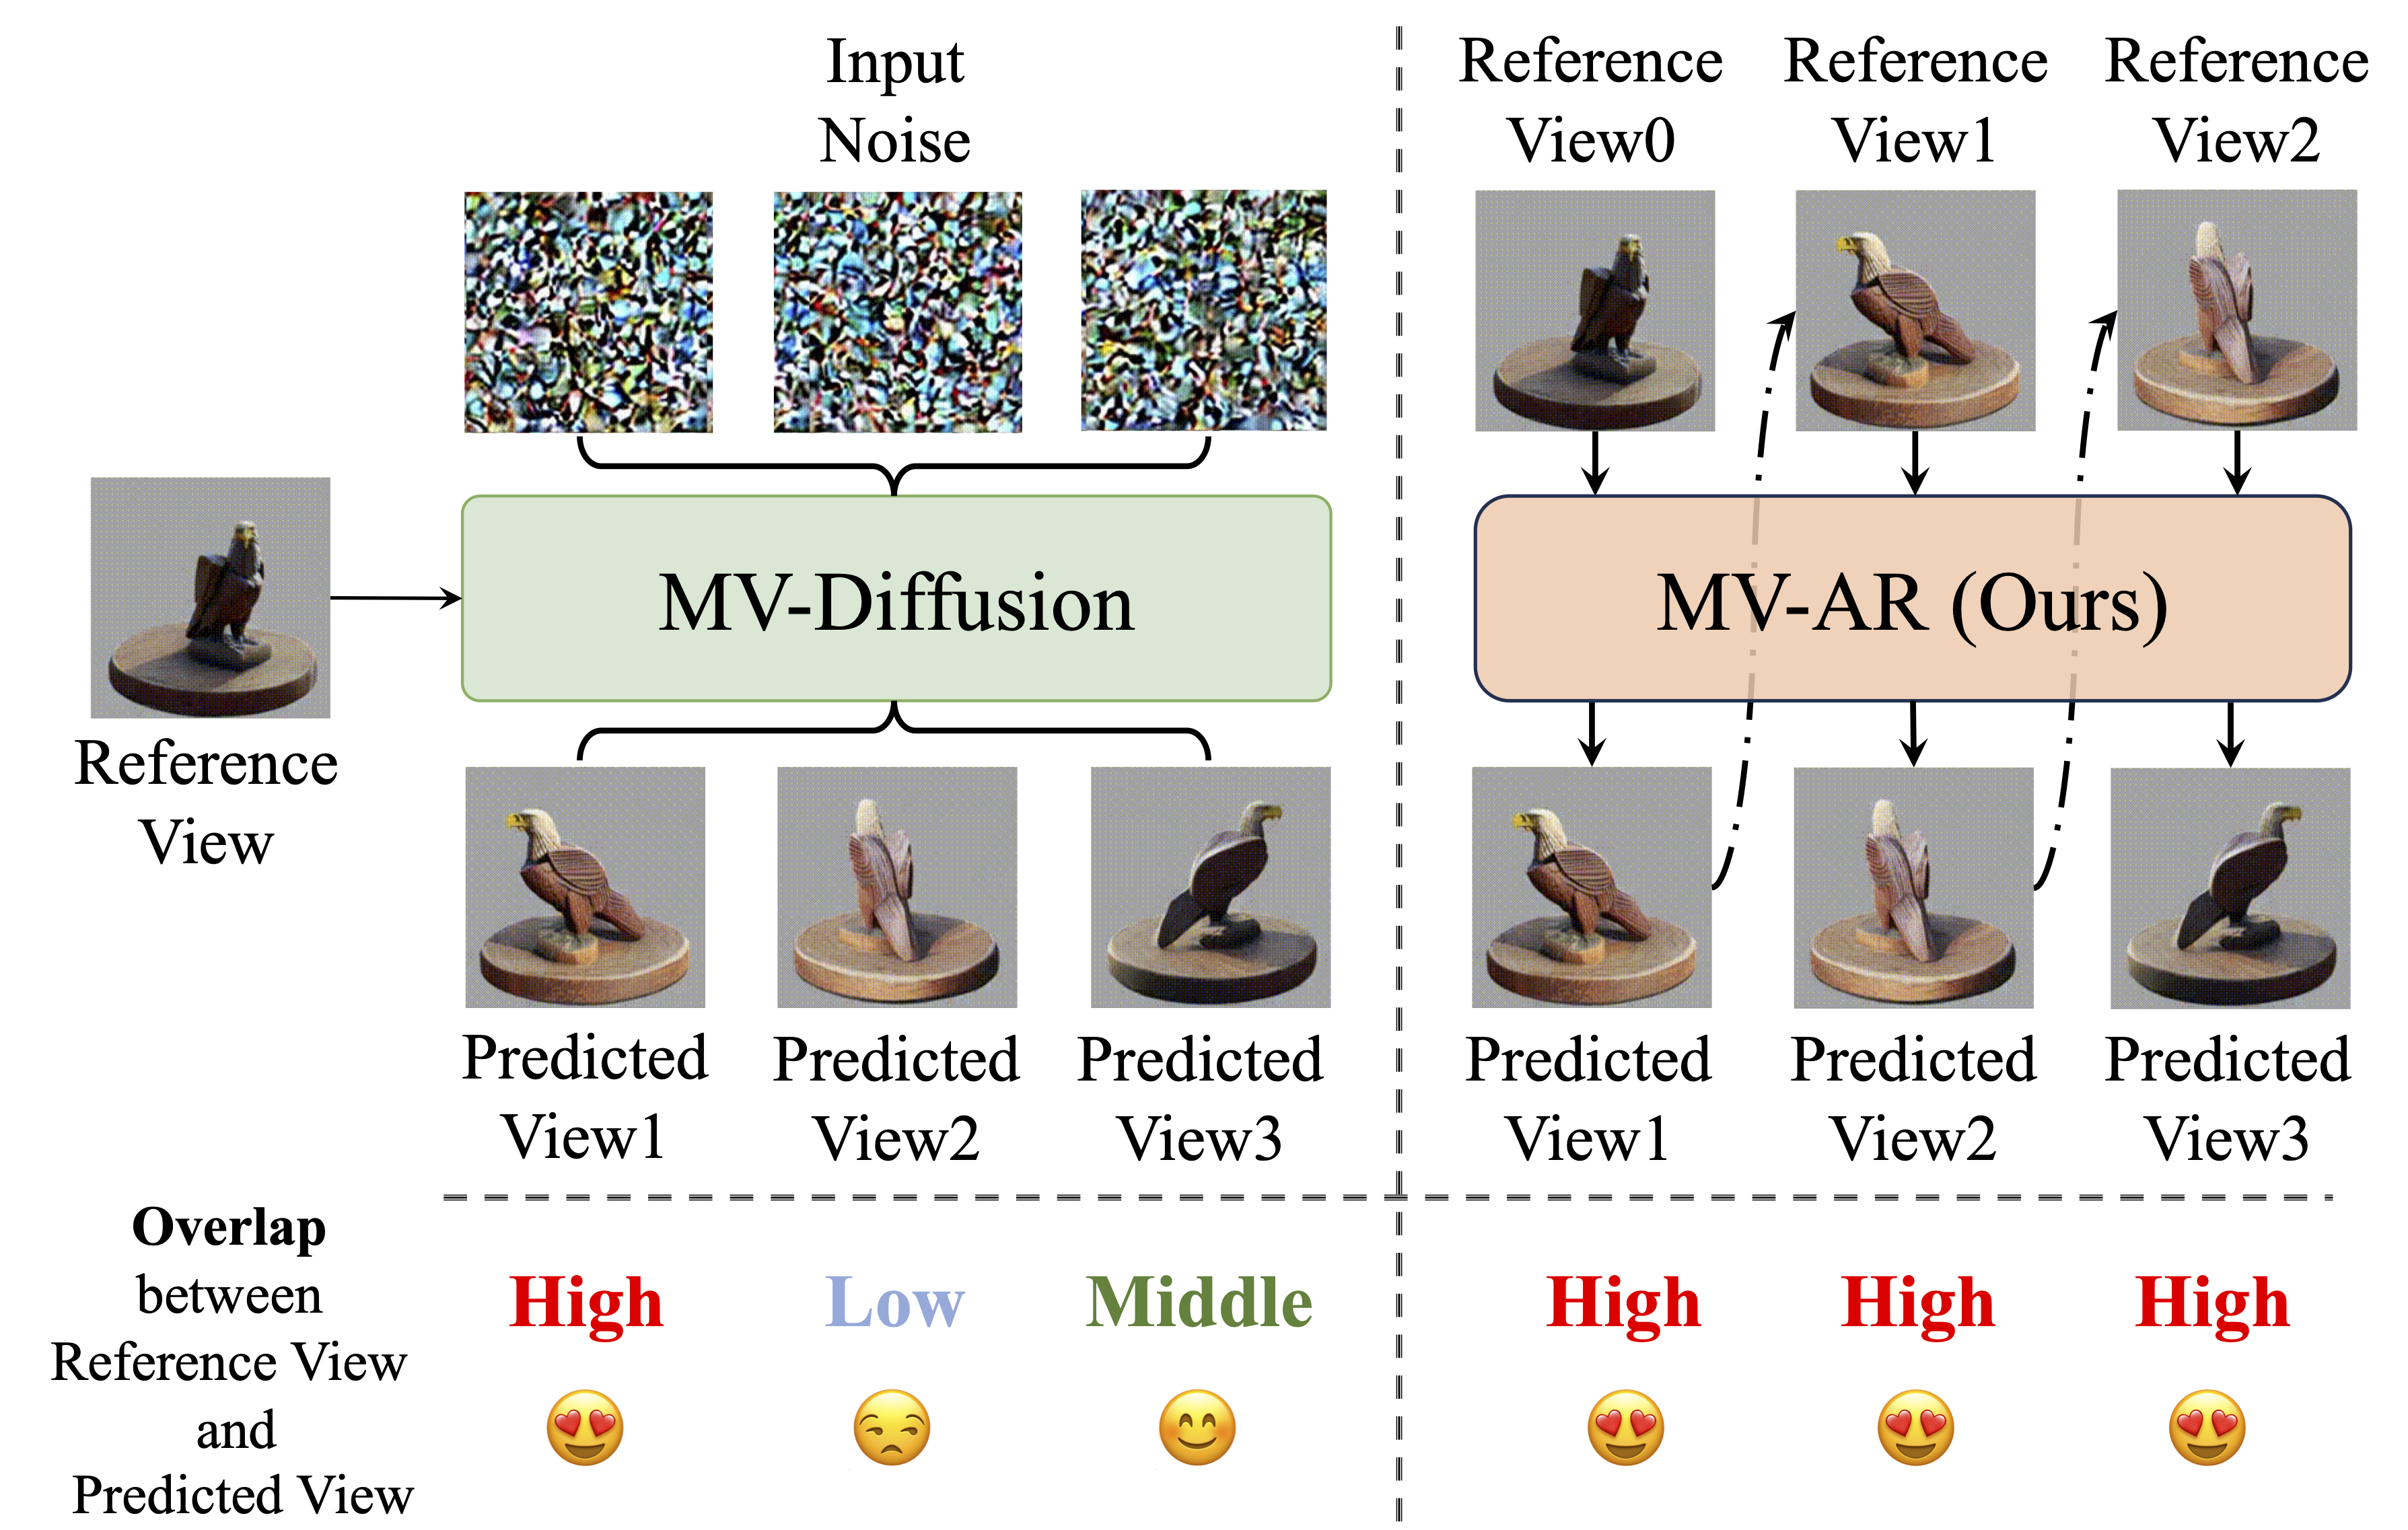 Input
Noise
Reference
View
MV-Diffusion
Predicted
View1
Predicted
View2
Predicted
View3
Reference
View0
Reference
View1
Reference
View2
MV-AR (Ours)
Predicted
View1
Predicted
View2
Predicted
View3
Overlap
between
Reference View
and
Predicted View
High
Low
Middle
High
High
High